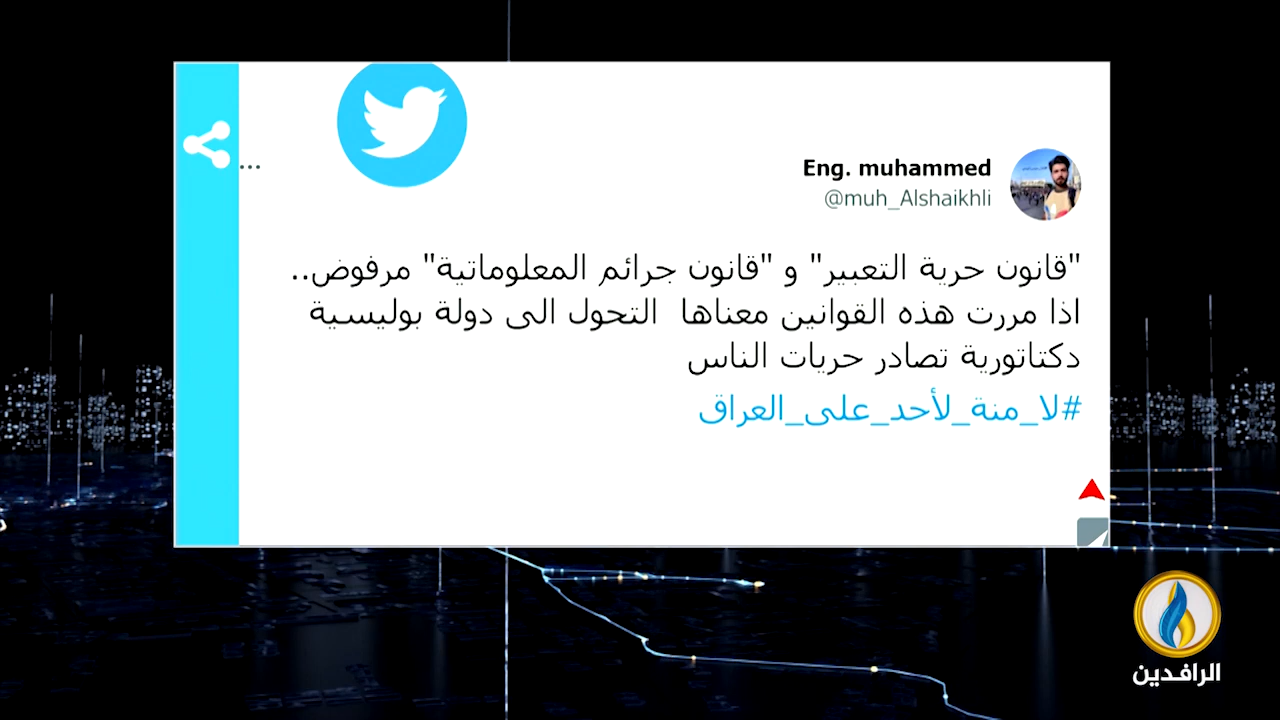 ...
Eng. muhammed
@muh_Alshaikhli
"قانون حرية التعبير" و "قانون جرائم المعلوماتية" مرفوض..
اذا مررت هذه القوانين معناها التحول الى دولة بوليسية
دكتاتورية تصادر حريات الناس
#لا_منة_لأحد_على_العراق
الرافدين